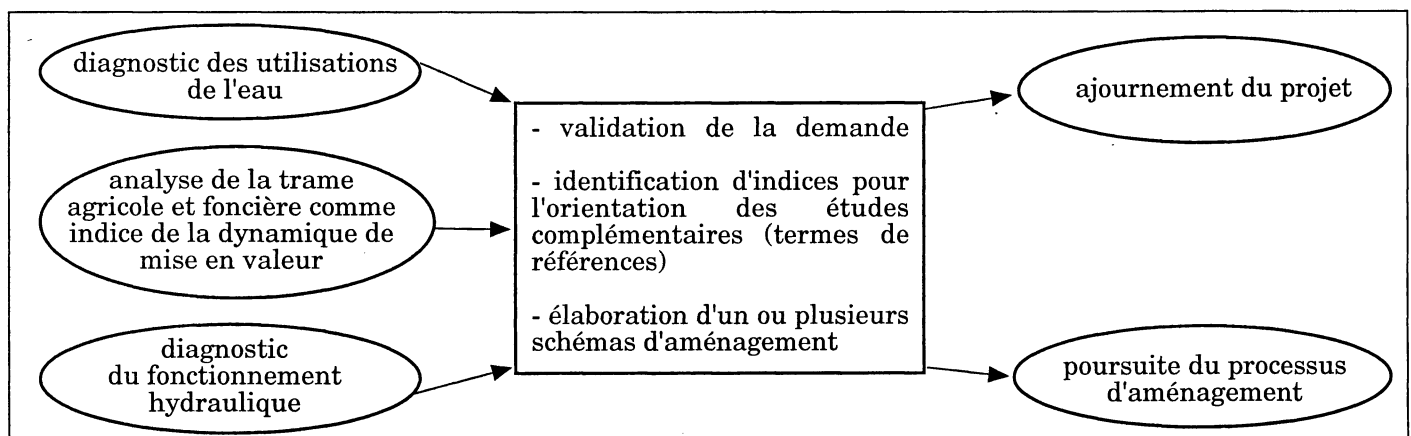 diagnostic des utilisations
de l'eau
analyse de la trame
agricole et foncière comme
indice de la dynamique de
mise en valeur
diagnostic
du fonctionnement
hydraulique
- validation de la demande
- identification d'indices pour
l'orientation des études
complémentaires (termes de
références)
- élaboration d'un ou plusieurs
schémas d'aménagement
ajournement du projet
poursuite du processus
d'aménagement